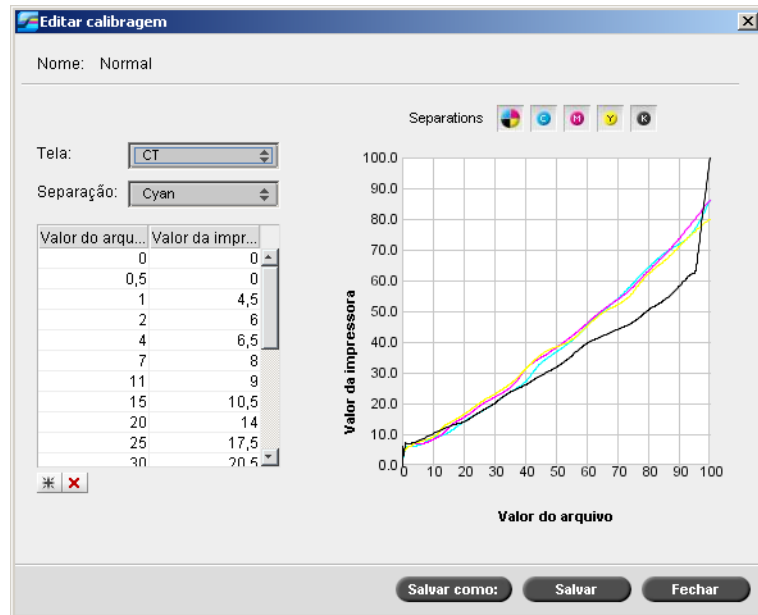 Editar calibragem
Nome: Normal
Separations C M Y K
Tela: CT
Separação: Cyan
Valor do arqu... Valor da impr...
0 0
0,5 0
1 4,5
2 6
4 6,5
7 8
11 9
15 10,5
20 14
25 17,5
30 20,5
100.0
90.0
80.0
70.0
60.0
50.0
40.0
30.0
20.0
10.0
0.0
Valor da impressora
0 10 20 30 40 50 60 70 80 90 100
Valor do arquivo
Salvar como: Salvar Fechar